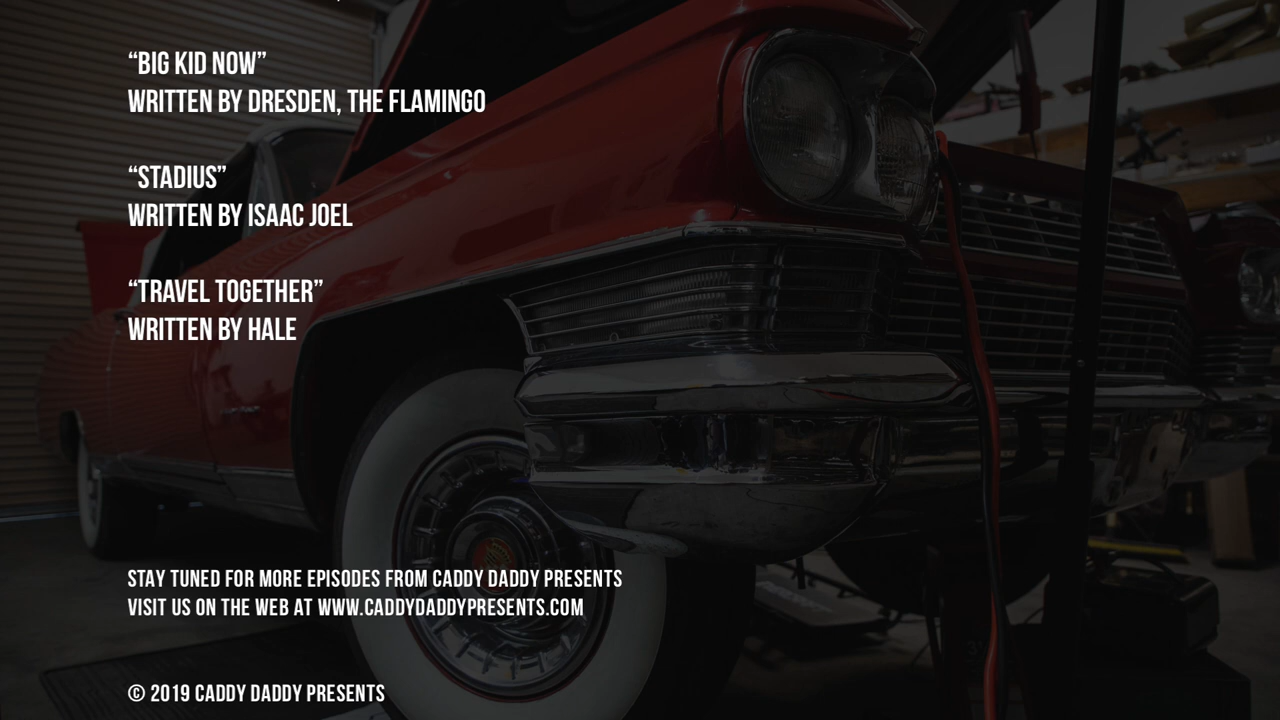 “BIG KID NOW”
WRITTEN BY DRESDEN, THE FLAMINGO
“STADIUS”
WRITTEN BY ISAAC JOEL
“TRAVEL TOGETHER”
WRITTEN BY HALE
STAY TUNED FOR MORE EPISODES FROM CADDY DADDY PRESENTS
VISIT US ON THE WEB AT WWW.CADDYDADDYPRESENTS.COM
© 2019 CADDY DADDY PRESENTS